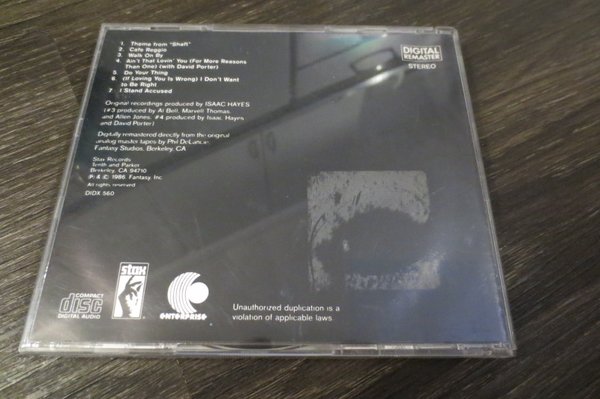 1. Theme from "Shaft"
2. Cafe Reggio
3. Walk On By
4. Ain't That Lovin' You (For More Reasons
Than One) (with David Porter)
5. Do Your Thing
6. (If Loving You Is Wrong) I Don't Want
to Be Right
7. I Stand Accused
Original recordings produced by ISAAC HAYES
(#3 produced by Al Bell, Marvell Thomas,
and Allen Jones, #4 produced by Isaac Hayes
and David Porter)
Digitally remastered directly from the original
analog master tapes by Phil DeLancie,
Fantasy Studios, Berkeley, CA
Stax Records
Tenth and Parker
Berkeley, CA 94710
℗ & © 1986, Fantasy, Inc.
All rights reserved
DIDX 560
DIGITAL
REMASTER
STEREO
COMPACT
disc
DIGITAL AUDIO
stax
ENTERPRISE
Unauthorized duplication is a
violation of applicable laws.